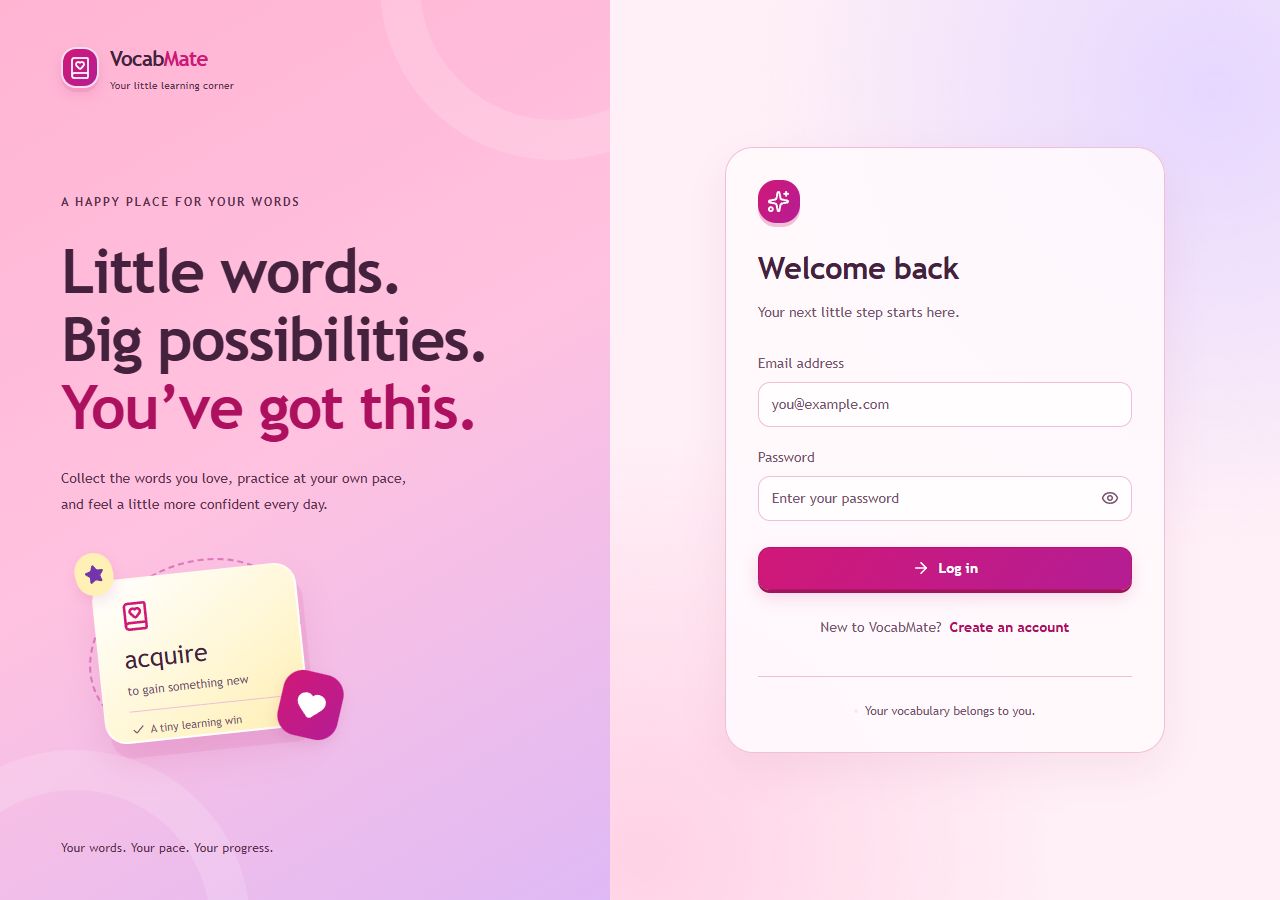 VocabMate
Your little learning corner
A HAPPY PLACE FOR YOUR WORDS
Little words.
Big possibilities.
You’ve got this.
Collect the words you love, practice at your own pace,
and feel a little more confident every day.
acquire
to gain something new
A tiny learning win
Your words. Your pace. Your progress.
Welcome back
Your next little step starts here.
Email address
you@example.com
Password
Enter your password
Log in
New to VocabMate? Create an account
Your vocabulary belongs to you.